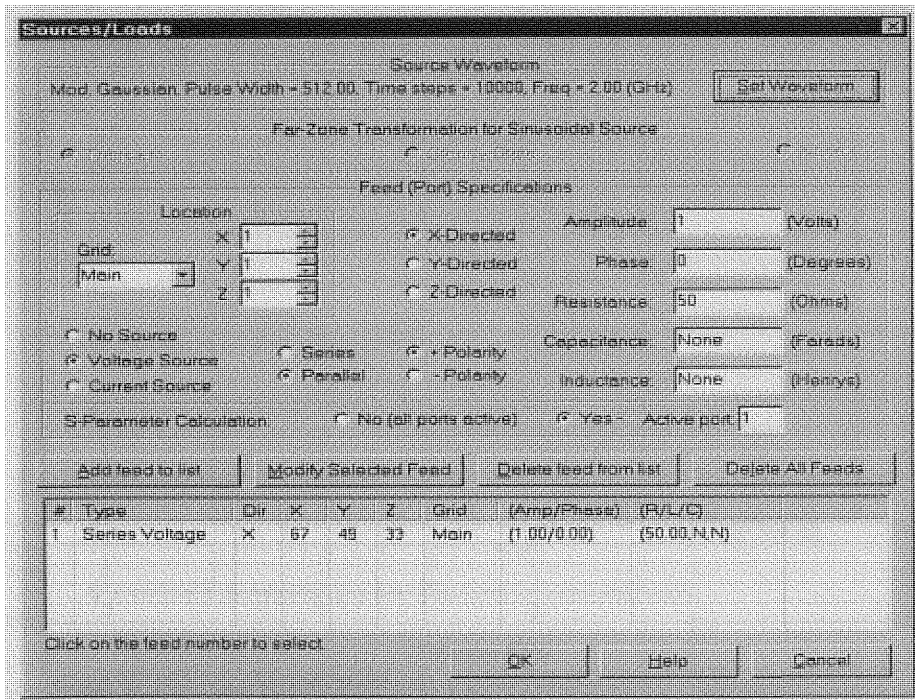 Sources/Loads
Source Waveform
Mod. Gaussian, Pulse Width = 512.00, Time steps = 10000, Freq = 2.00 (GHz)
Set Waveform
Far-Zone Transformation for Sinusoidal Source
Feed (Port) Specifications
Location
Grid:
Main
X 1
Y 1
Z 1
X-Directed
Y-Directed
Z-Directed
Amplitude: 1 (Volts)
Phase: 0 (Degrees)
Resistance: 50 (Ohms)
Capacitance: None (Farads)
Inductance: None (Henrys)
No Source
Voltage Source
Current Source
Series
Parallel
+ Polarity
- Polarity
S-Parameter Calculation: No (all ports active) Yes - Active port: 1
Add feed to list
Modify Selected Feed
Delete feed from list
Delete All Feeds
# Type Dir X Y Z Grid (Amp/Phase) (R/L/C)
1 Series Voltage X 67 49 33 Main (1.00/0.00) (50.00,N,N)
Click on the feed number to select.
OK
Help
Cancel